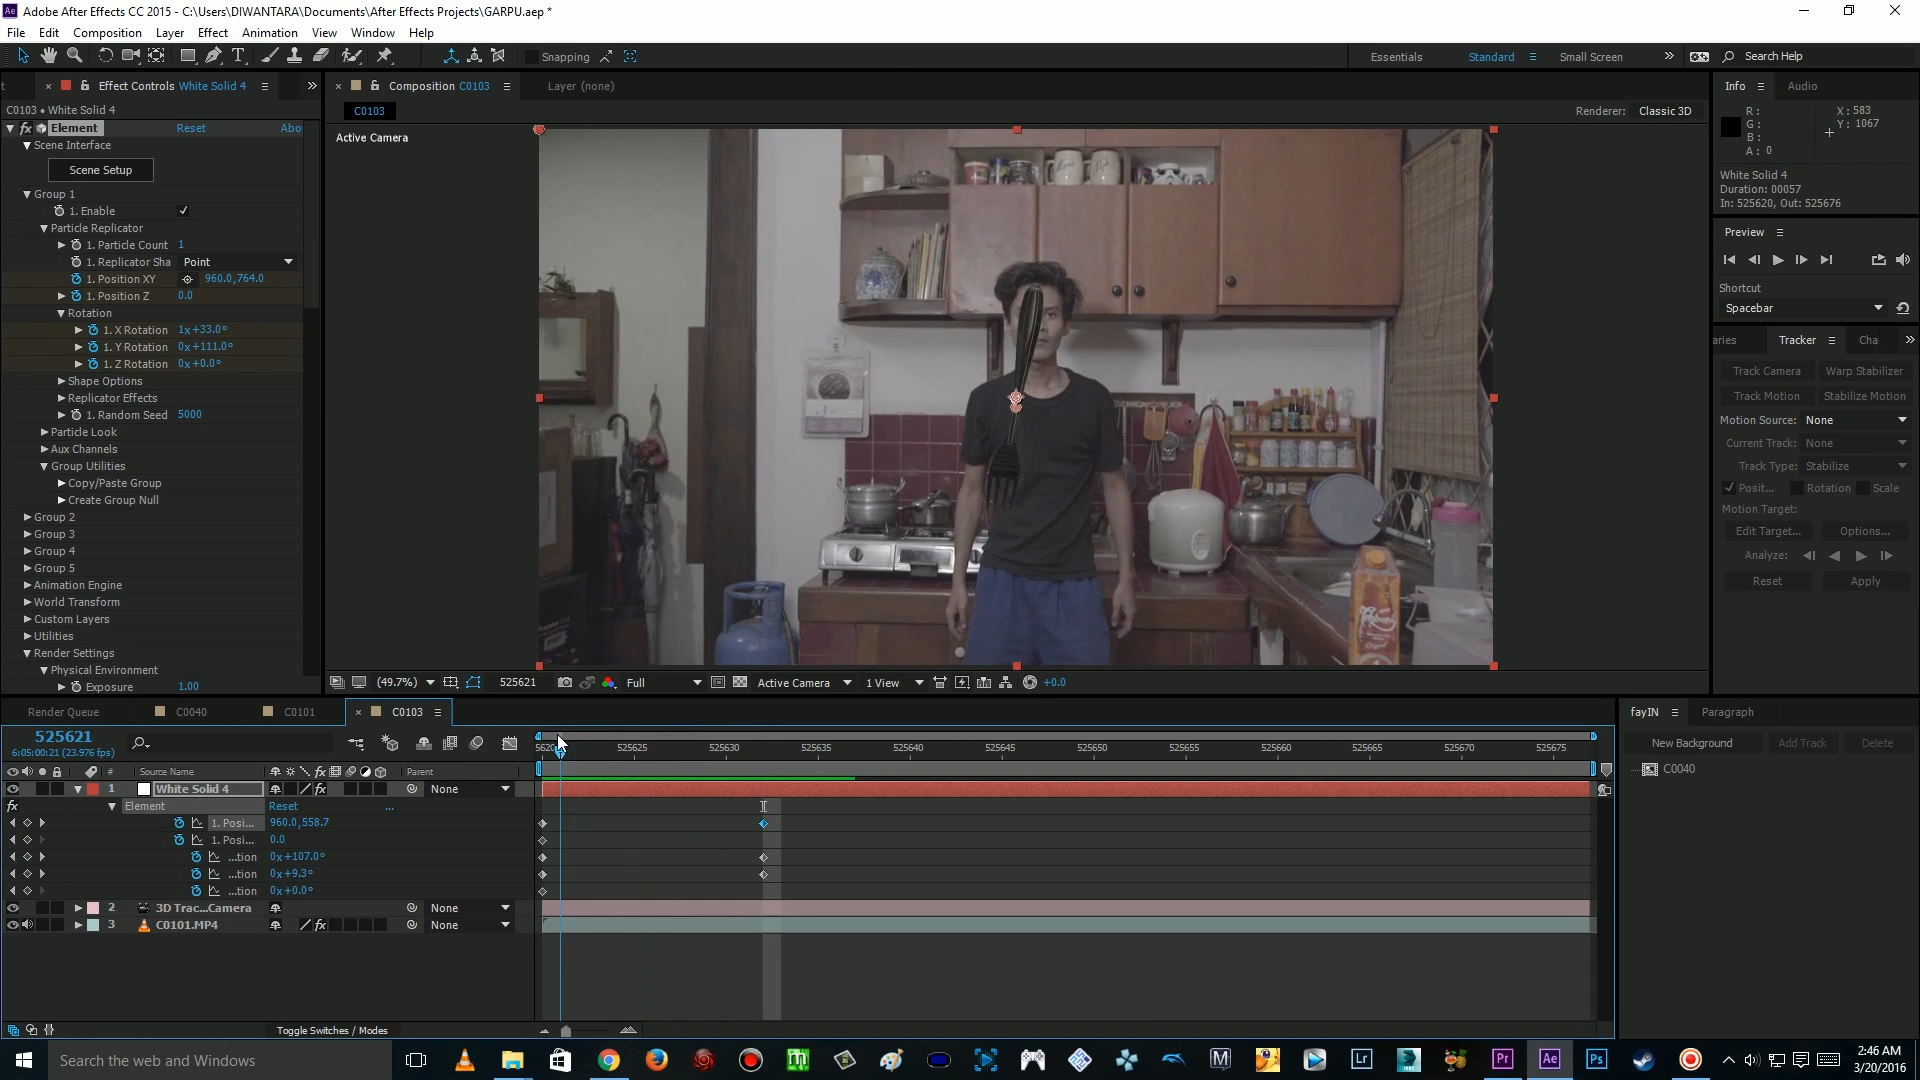 Adobe After Effects CC 2015 - C:\Users\DIWANTARA\Documents\After Effects Projects\GARPU.aep *
File Edit Composition Layer Effect Animation View Window Help
Snapping
Essentials Standard Small Screen Search Help
Effect Controls White Solid 4
Composition C0103
Layer (none)
C0103 • White Solid 4
C0103
Renderer: Classic 3D
Element Reset Abo
Scene Interface
Scene Setup
Group 1
1. Enable
Particle Replicator
1. Particle Count 1
1. Replicator Sha Point
1. Position XY 960.0,764.0
1. Position Z 0.0
Rotation
1. X Rotation 1x+33.0°
1. Y Rotation 0x+111.0°
1. Z Rotation 0x+0.0°
Shape Options
Replicator Effects
1. Random Seed 5000
Particle Look
Aux Channels
Group Utilities
Copy/Paste Group
Create Group Null
Group 2
Group 3
Group 4
Group 5
Animation Engine
World Transform
Custom Layers
Utilities
Render Settings
Physical Environment
Exposure 1.00
Active Camera
(49.7%) 525621 Full Active Camera 1 View +0.0
Info Audio
R: X: 583
G: Y: 1067
B:
A: 0
White Solid 4
Duration: 00057
In: 525620, Out: 525676
Preview
Shortcut
Spacebar
aries Tracker Cha
Track Camera Warp Stabilizer
Track Motion Stabilize Motion
Motion Source: None
Current Track: None
Track Type: Stabilize
Posit... Rotation Scale
Motion Target:
Edit Target... Options...
Analyze:
Reset Apply
Render Queue C0040 C0101 C0103
525621
6:05:00:21 (23.976 fps)
5620 525625 525630 525635 525640 525645 525650 525655 525660 525665 525670 525675
# Source Name Parent
1 White Solid 4 None
Element Reset ...
1. Posi... 960.0,558.7
1. Posi... 0.0
...tion 0x+107.0°
...tion 0x+9.3°
...tion 0x+0.0°
2 3D Trac...Camera None
3 C0101.MP4 None
Toggle Switches / Modes
fayIN Paragraph
New Background Add Track Delete
C0040
Search the web and Windows
M
Lr
Pr
Ae
Ps
2:46 AM
3/20/2016